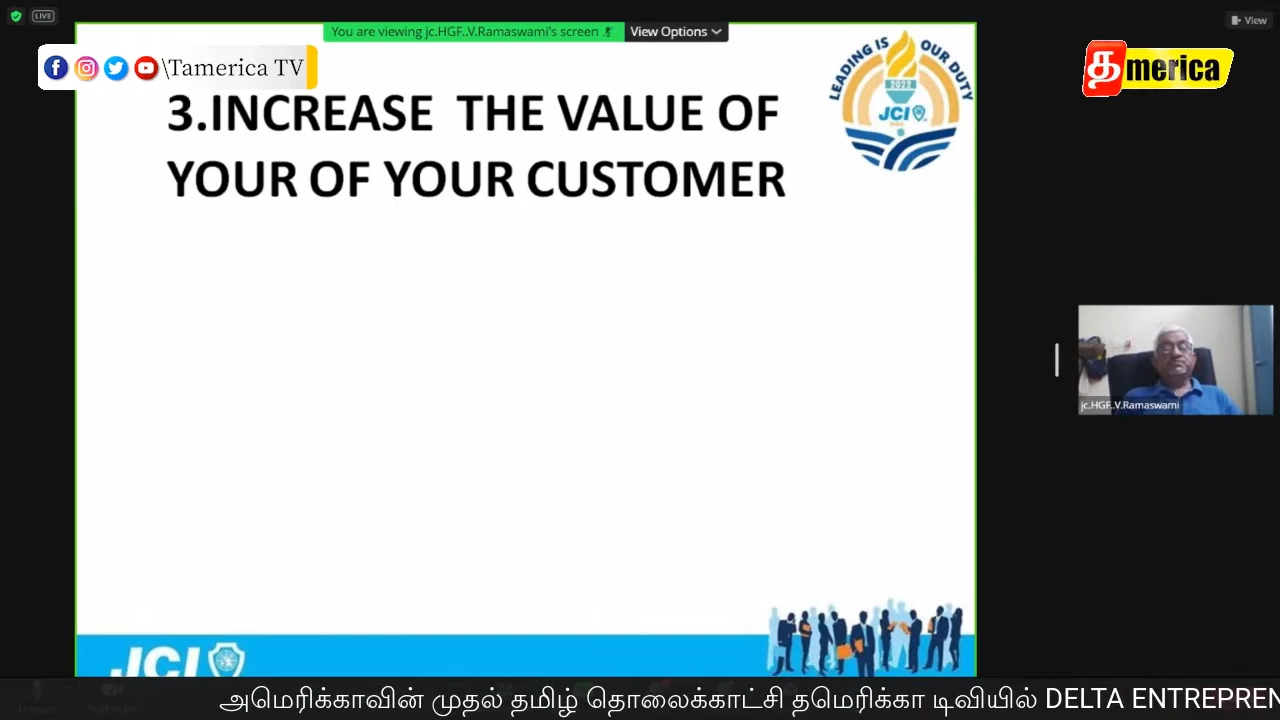 LIVE
View
You are viewing jc.HGF..V.Ramaswami's screen
View Options
\Tamerica TV
தmerica
LEADING IS OUR DUTY
2022
JCI
3.INCREASE THE VALUE OF
YOUR OF YOUR CUSTOMER
jc.HGF..V.Ramaswami
JCI
அமெரிக்காவின் முதல் தமிழ் தொலைக்காட்சி தமெரிக்கா டிவியில் DELTA ENTREPREN